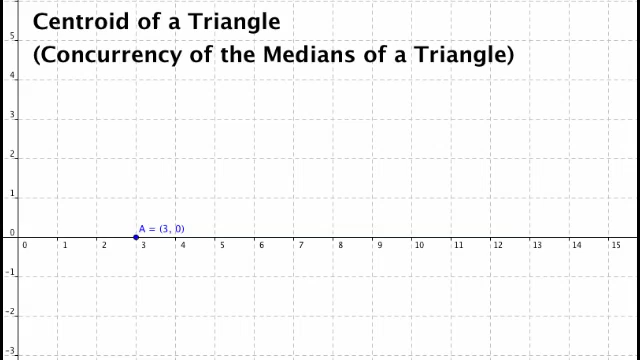 Centroid of a Triangle
(Concurrency of the Medians of a Triangle)
5
4
3
2
1
0
A = (3, 0)
0 1 2 3 4 5 6 7 8 9 10 11 12 13 14 15
-1
-2
-3